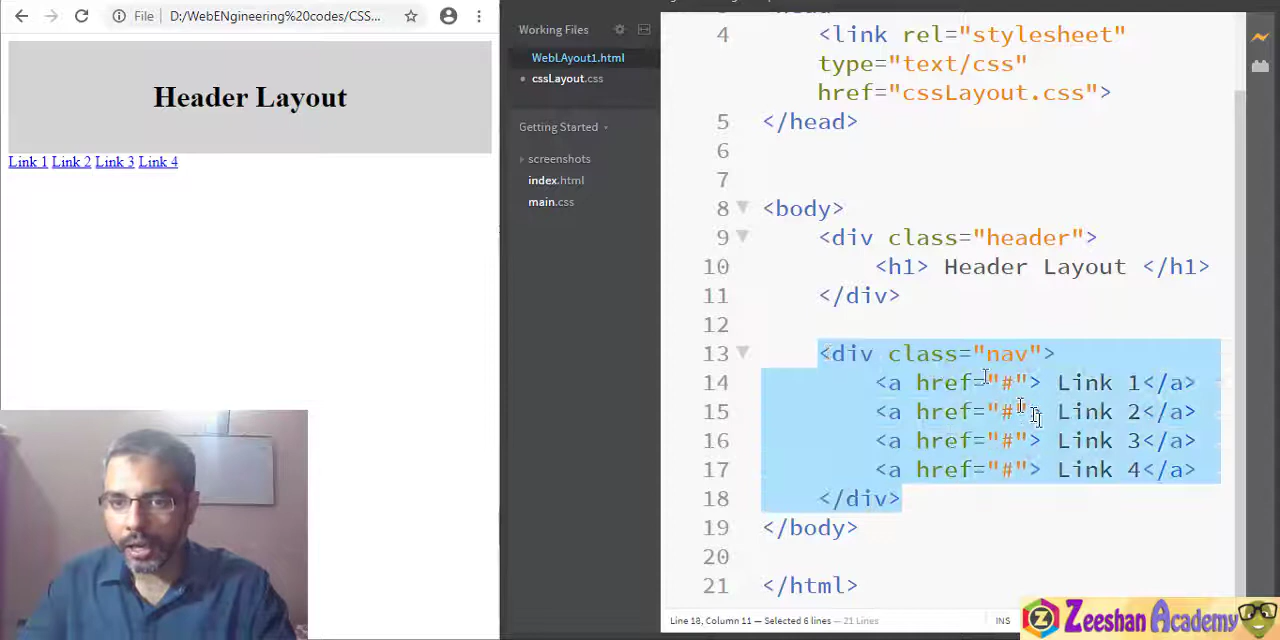 File
D:/WebENgineering%20codes/CSS...
Header Layout
Link 1 Link 2 Link 3 Link 4
Working Files
WebLAyout1.html
cssLayout.css
Getting Started
screenshots
index.html
main.css
4 <link rel="stylesheet"
type="text/css"
href="cssLayout.css">
5 </head>
6
7
8 <body>
9 <div class="header">
10 <h1> Header Layout </h1>
11 </div>
12
13 <div class="nav">
14 <a href="#"> Link 1</a>
15 <a href="#"> Link 2</a>
16 <a href="#"> Link 3</a>
17 <a href="#"> Link 4</a>
18 </div>
19 </body>
20
21 </html>
Line 18, Column 11 — Selected 6 lines — 21 Lines
INS
Zeeshan Academy